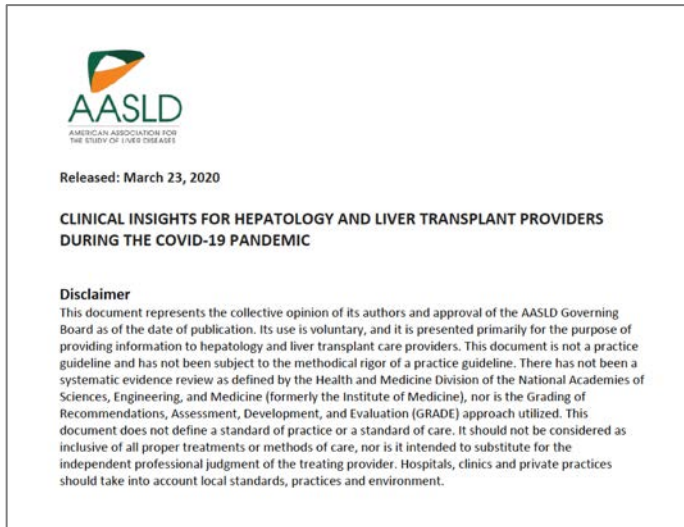 AASLD
AMERICAN ASSOCIATION FOR
THE STUDY OF LIVER DISEASES
Released: March 23, 2020
CLINICAL INSIGHTS FOR HEPATOLOGY AND LIVER TRANSPLANT PROVIDERS
DURING THE COVID-19 PANDEMIC
Disclaimer
This document represents the collective opinion of its authors and approval of the AASLD Governing
Board as of the date of publication. Its use is voluntary, and it is presented primarily for the purpose of
providing information to hepatology and liver transplant care providers. This document is not a practice
guideline and has not been subject to the methodical rigor of a practice guideline. There has not been a
systematic evidence review as defined by the Health and Medicine Division of the National Academies of
Sciences, Engineering, and Medicine (formerly the Institute of Medicine), nor is the Grading of
Recommendations, Assessment, Development, and Evaluation (GRADE) approach utilized. This
document does not define a standard of practice or a standard of care. It should not be considered as
inclusive of all proper treatments or methods of care, nor is it intended to substitute for the
independent professional judgment of the treating provider. Hospitals, clinics and private practices
should take into account local standards, practices and environment.